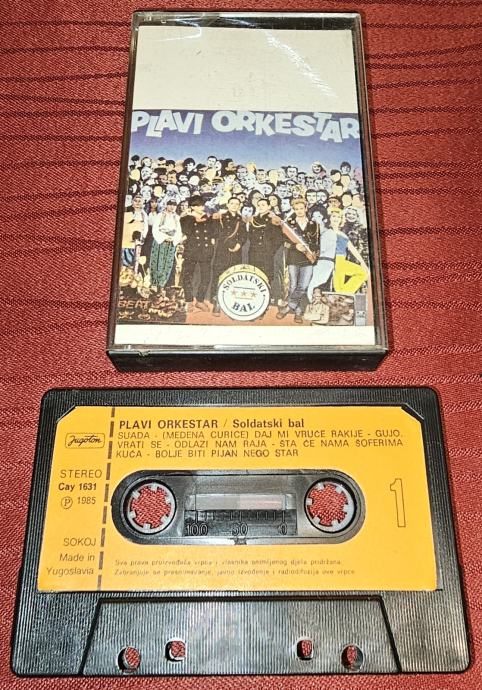 PLAVI ORKESTAR
SOLDATSKI
BAL
Jugoton
STEREO
Cay 1631
Ⓟ 1985
SOKOJ
Made in
Yugoslavia
PLAVI ORKESTAR / Soldatski bal
SUADA - (MEDENA CURICE) DAJ MI VRUĆE RAKIJE - GUJO,
VRATI SE - ODLAZI NAM RAJA - ŠTA ĆE NAMA ŠOFERIMA
KUĆA - BOLJE BITI PIJAN NEGO STAR
1
100 50 0
Sva prava proizvođača vrpce i vlasnika snimljenog djela pridržana.
Zabranjuje se presnimavanje, javno izvođenje i radiodifuzija ove vrpce